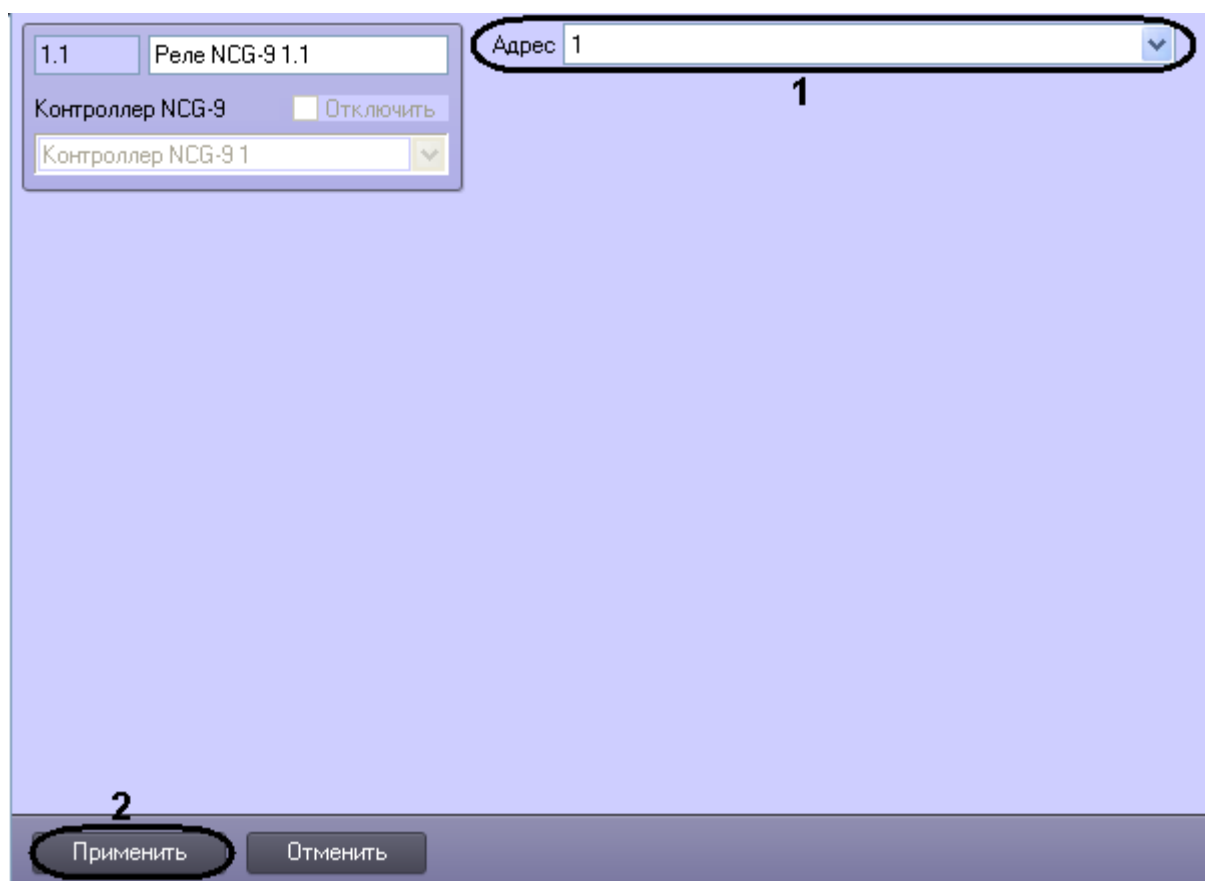 1.1 Реле NCG-9 1.1
Адрес 1
1
Контроллер NCG-9 Отключить
Контроллер NCG-9 1
2
Применить Отменить